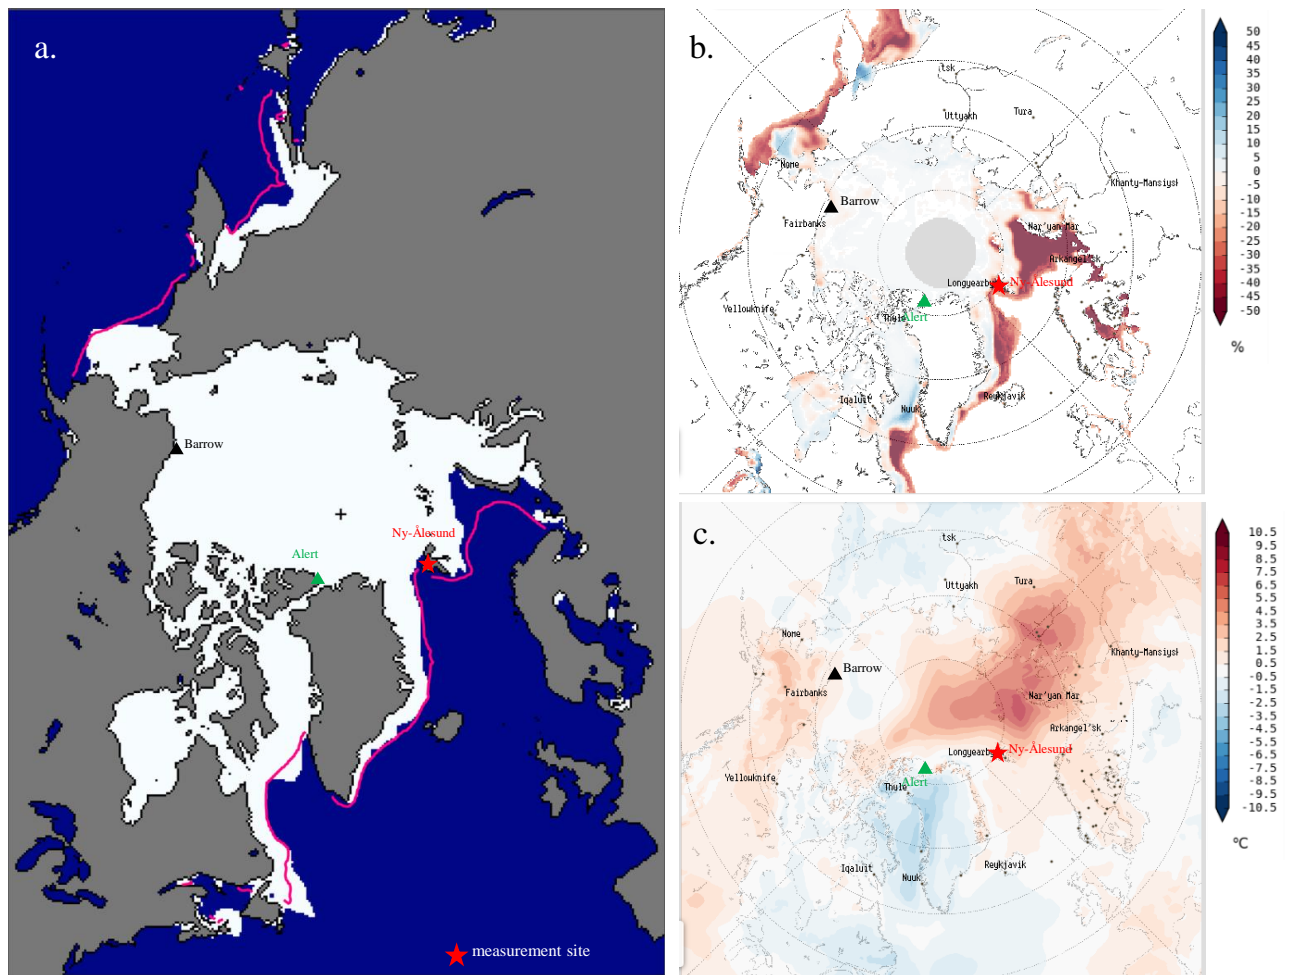 a.
Barrow
Alert
Ny-Ålesund
measurement site
b.
tsk
Uttyakh
Tura
Nome
Barrow
Fairbanks
Khanty-Mansiysk
Nar'yan Mar
Arkangel'sk
Longyearby
Ny-Ålesund
Yellowknife
Thule
Alert
Iqaluit
Nuuk
Reykjavik
50
45
40
35
30
25
20
15
10
5
0
-5
-10
-15
-20
-25
-30
-35
-40
-45
-50
%
c.
tsk
Uttyakh
Tura
Nome
Barrow
Fairbanks
Khanty-Mansiysk
Nar'yan Mar
Arkangel'sk
Longyearby
Ny-Ålesund
Yellowknife
Alert
Thule
Iqaluit
Nuuk
Reykjavik
10.5
9.5
8.5
7.5
6.5
5.5
4.5
3.5
2.5
1.5
0.5
-0.5
-1.5
-2.5
-3.5
-4.5
-5.5
-6.5
-7.5
-8.5
-9.5
-10.5
°C